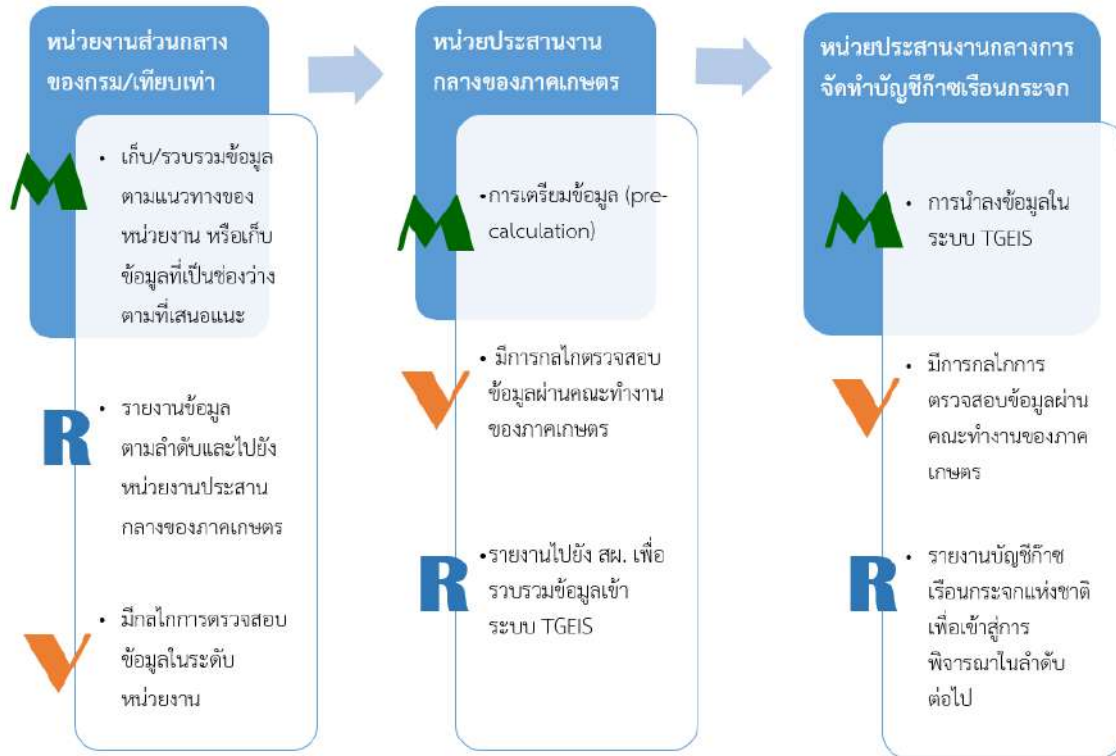 หน่วยงานส่วนกลาง
ของกรม/เทียบเท่า
M
• เก็บ/รวบรวมข้อมูล
ตามแนวทางของ
หน่วยงาน หรือเก็บ
ข้อมูลที่เป็นช่องว่าง
ตามที่เสนอแนะ
R
• รายงานข้อมูล
ตามลำดับและไปยัง
หน่วยงานประสาน
กลางของภาคเกษตร
V
• มีกลไกการตรวจสอบ
ข้อมูลในระดับ
หน่วยงาน
หน่วยประสานงาน
กลางของภาคเกษตร
M
•การเตรียมข้อมูล (pre-
calculation)
V
• มีการกลไกตรวจสอบ
ข้อมูลผ่านคณะทำงาน
ของภาคเกษตร
R
•รายงานไปยัง สผ. เพื่อ
รวบรวมข้อมูลเข้า
ระบบ TGEIS
หน่วยประสานงานกลางการ
จัดทำบัญชีก๊าซเรือนกระจก
M
• การนำลงข้อมูลใน
ระบบ TGEIS
V
• มีการกลไกการ
ตรวจสอบข้อมูลผ่าน
คณะทำงานของภาค
เกษตร
R
• รายงานบัญชีก๊าซ
เรือนกระจกแห่งชาติ
เพื่อเข้าสู่การ
พิจารณาในลำดับ
ต่อไป